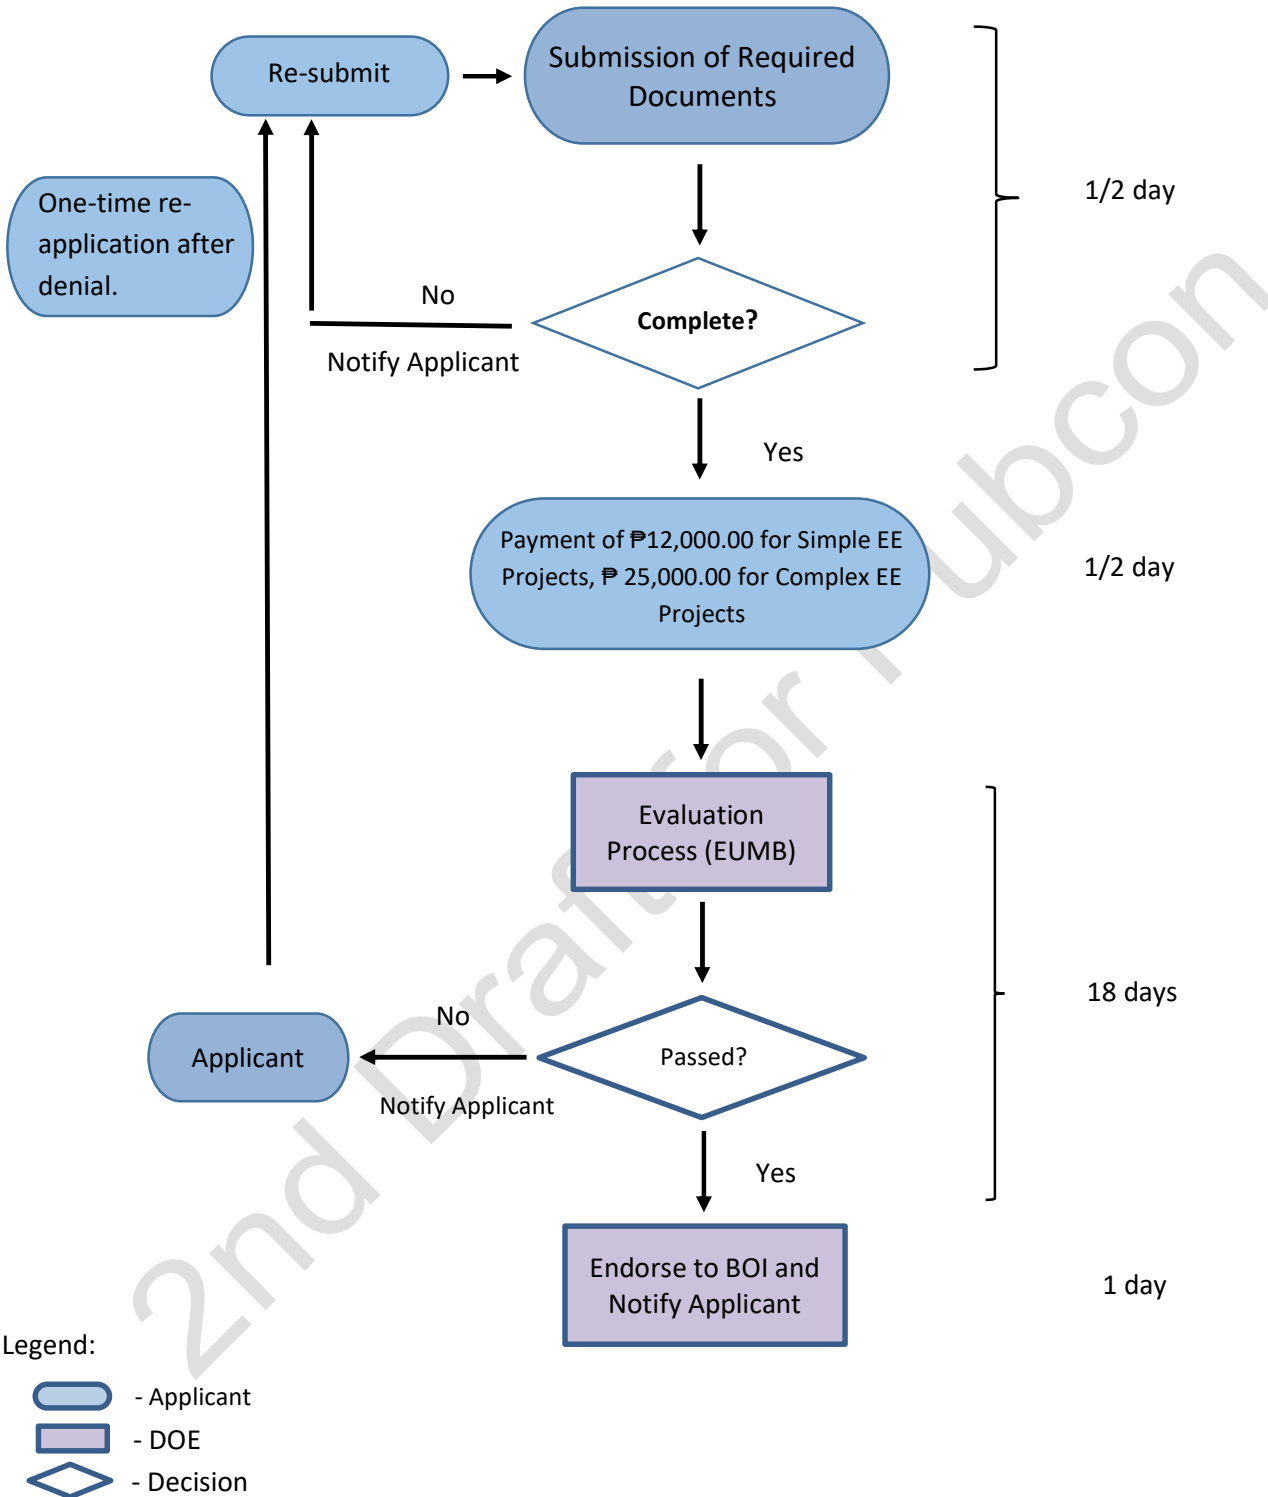 Re-submit
Submission of Required
Documents
1/2 day
One-time re-
application after
denial.
No
Notify Applicant
Complete?
Yes
Payment of ₱12,000.00 for Simple EE
Projects, ₱ 25,000.00 for Complex EE
Projects
1/2 day
Evaluation
Process (EUMB)
18 days
Applicant
No
Notify Applicant
Passed?
Yes
Endorse to BOI and
Notify Applicant
1 day
Legend:
- Applicant
- DOE
- Decision
2nd Draft for Pubcon